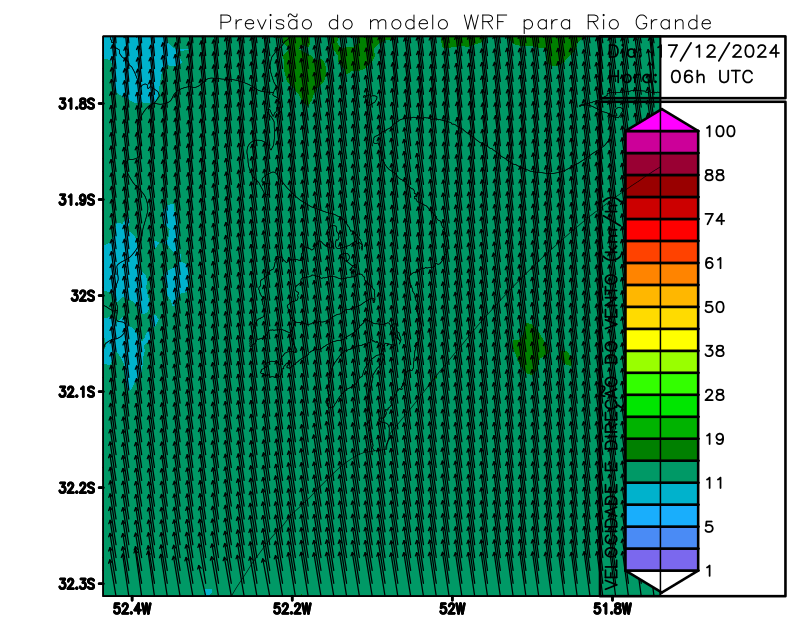 Previsão do modelo WRF para Rio Grande
Dia: 17/12/2024
Hora: 06h UTC
31.8S
31.9S
32S
32.1S
32.2S
32.3S
52.4W
52.2W
52W
51.8W
VELOCIDADE E DIREÇÃO DO VENTO (km/h)
100
88
74
61
50
38
28
19
11
5
1